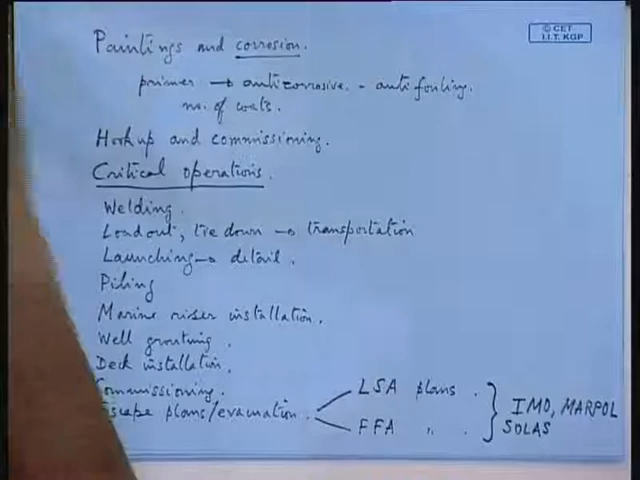 © CET
I.I.T. KGP
Paintings and corrosion.
primer → anticorrosive. - antifouling.
no. of coats.
Hookup and commissioning.
Critical operations.
Welding.
Loadout, tie down → transportation
Launching → detail.
Piling
Marine riser installation.
Well grouting.
Deck installation.
Commissioning.
Escape plans/evacuation.
LSA plans.
FFA " .
IMO, MARPOL
SOLAS